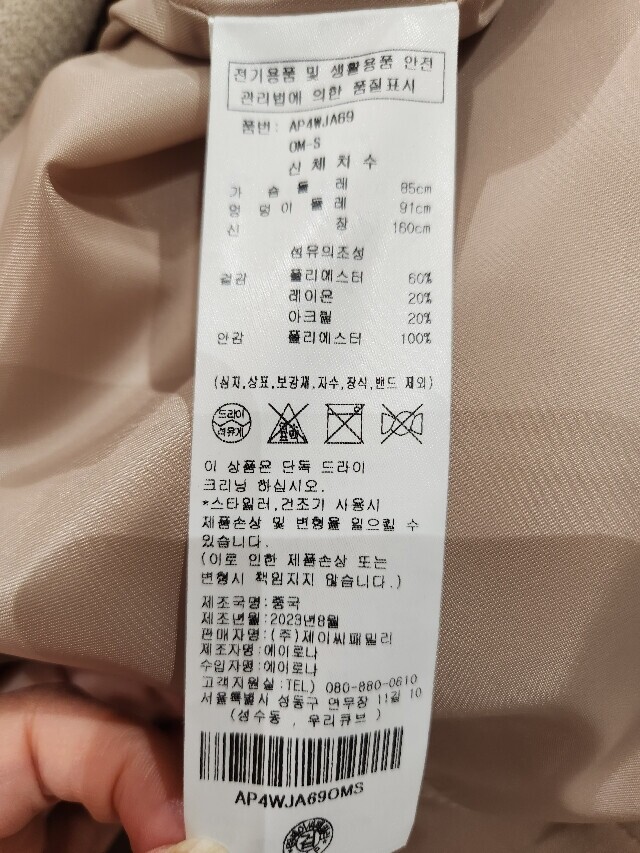 전기용품 및 생활용품 안전
관리법에 의한 품질표시
품번: AP4WJA69
OM-S
신체치수
가슴둘레 85cm
엉덩이둘레 91cm
신장 160cm
섬유의조성
겉감 폴리에스터 60%
레이온 20%
아크릴 20%
안감 폴리에스터 100%
(심지,상표,보강재,자수,장식,밴드 제외)
드라이
석유계
이 상품은 단독 드라이
크리닝 하십시오.
*스타일러,건조기 사용시
제품손상 및 변형을 일으킬 수
있습니다.
(이로 인한 제품손상 또는
변형시 책임지지 않습니다.)
제조국명:중국
제조년월:2023년8월
판매자명:(주)제이씨패밀리
제조자명:에이로나
수입자명:에이로나
고객지원실:TEL) 080-880-0610
서울특별시 성동구 연무장 11길 10
(성수동 , 우리큐브 )
AP4WJA69OMS